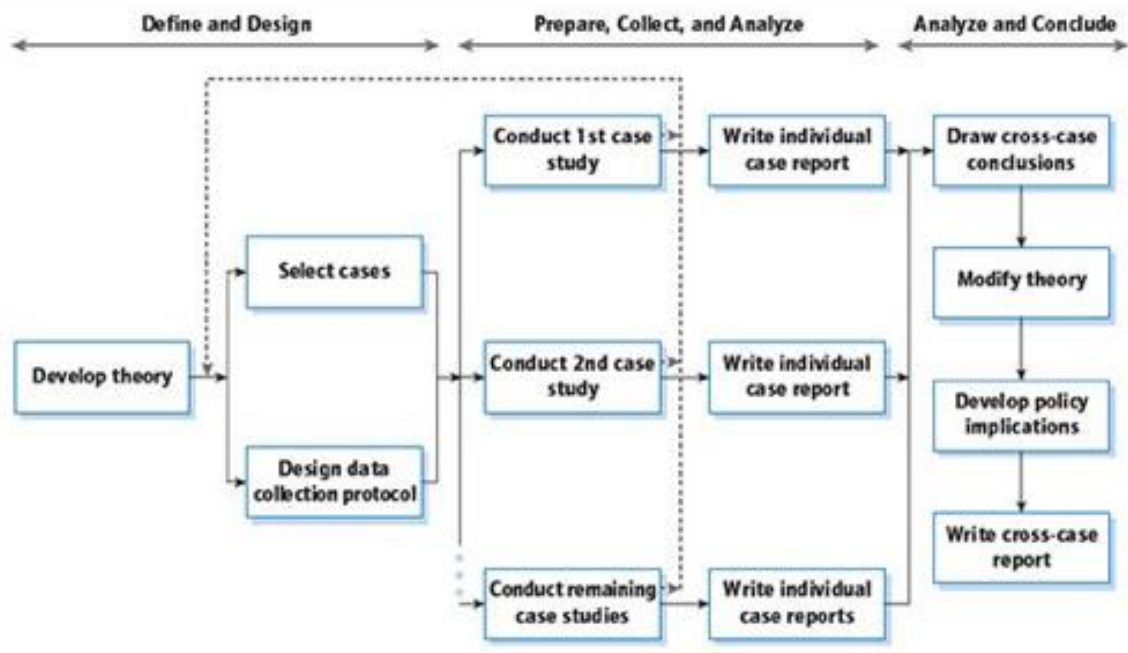 Define and Design
Prepare, Collect, and Analyze
Analyze and Conclude
Develop theory
Select cases
Design data
collection protocol
Conduct 1st case
study
Conduct 2nd case
study
Conduct remaining
case studies
Write individual
case report
Write individual
case report
Write individual
case reports
Draw cross-case
conclusions
Modify theory
Develop policy
implications
Write cross-case
report